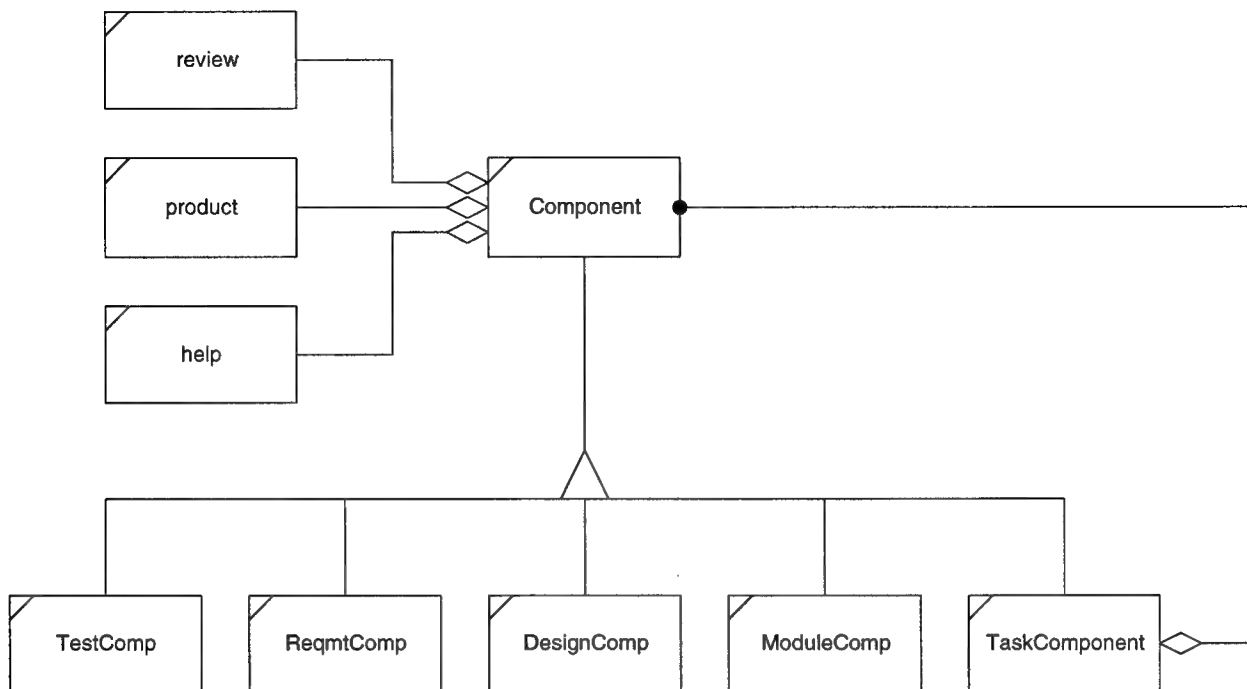 review
product
Component
help
TestComp
ReqmtComp
DesignComp
ModuleComp
TaskComponent